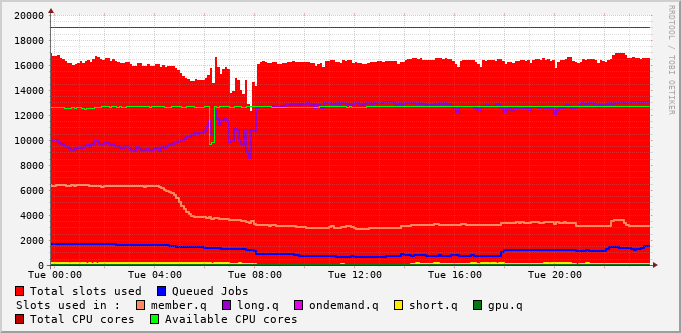 20000
18000
16000
14000
12000
10000
8000
6000
4000
2000
0
Tue 00:00 Tue 04:00 Tue 08:00 Tue 12:00 Tue 16:00 Tue 20:00
RRDTOOL / TOBI OETIKER
Total slots used Queued Jobs
Slots used in : member.q long.q ondemand.q short.q gpu.q
Total CPU cores Available CPU cores